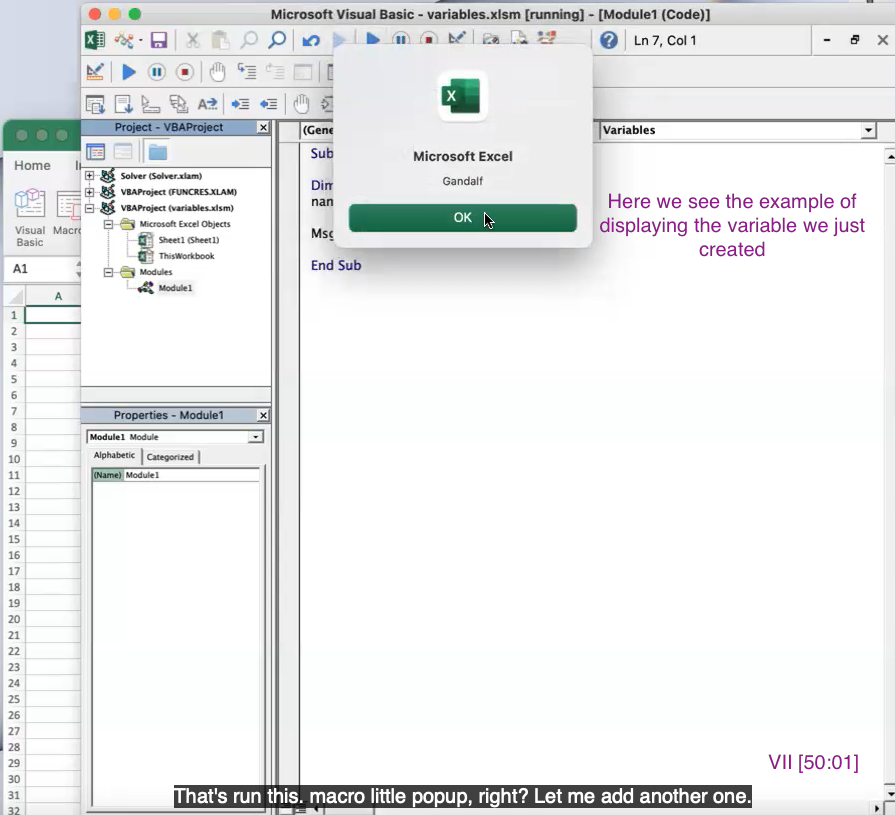 Microsoft Visual Basic - variables.xlsm [running] - [Module1 (Code)]
Ln 7, Col 1
Project - VBAProject
(Gene
Variables
Home
Visual
Basic
Macro
A1
A
1
2
3
4
5
6
7
8
9
10
11
12
13
14
15
16
17
18
19
20
21
22
23
24
25
26
27
28
29
30
31
32
Solver (Solver.xlam)
VBAProject (FUNCRES.XLAM)
VBAProject (variables.xlsm)
Microsoft Excel Objects
Sheet1 (Sheet1)
ThisWorkbook
Modules
Module1
Properties - Module1
Module1 Module
Alphabetic
Categorized
(Name) Module1
Sub
Dim
nan
Msg
End Sub
Microsoft Excel
Gandalf
OK
Here we see the example of
displaying the variable we just
created
VII [50:01]
That's run this. macro little popup, right? Let me add another one.